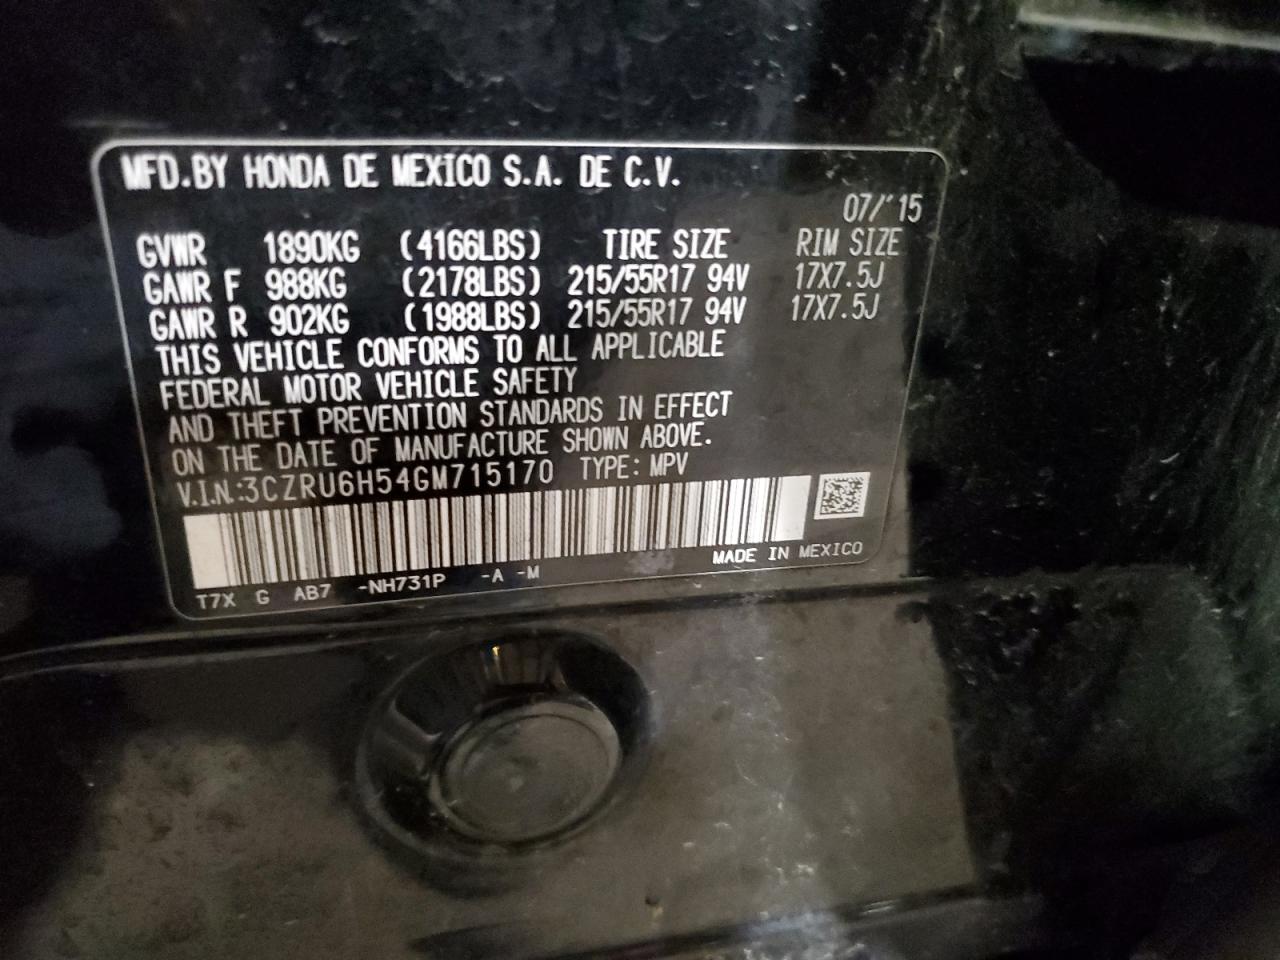 MFD.BY HONDA DE MEXICO S.A. DE C.V.
07/'15
GVWR 1890KG (4166LBS) TIRE SIZE RIM SIZE
GAWR F 988KG (2178LBS) 215/55R17 94V 17X7.5J
GAWR R 902KG (1988LBS) 215/55R17 94V 17X7.5J
THIS VEHICLE CONFORMS TO ALL APPLICABLE
FEDERAL MOTOR VEHICLE SAFETY
AND THEFT PREVENTION STANDARDS IN EFFECT
ON THE DATE OF MANUFACTURE SHOWN ABOVE.
V.I.N.:3CZRU6H54GM715170 TYPE: MPV
MADE IN MEXICO
T7X G AB7 -NH731P -A -M